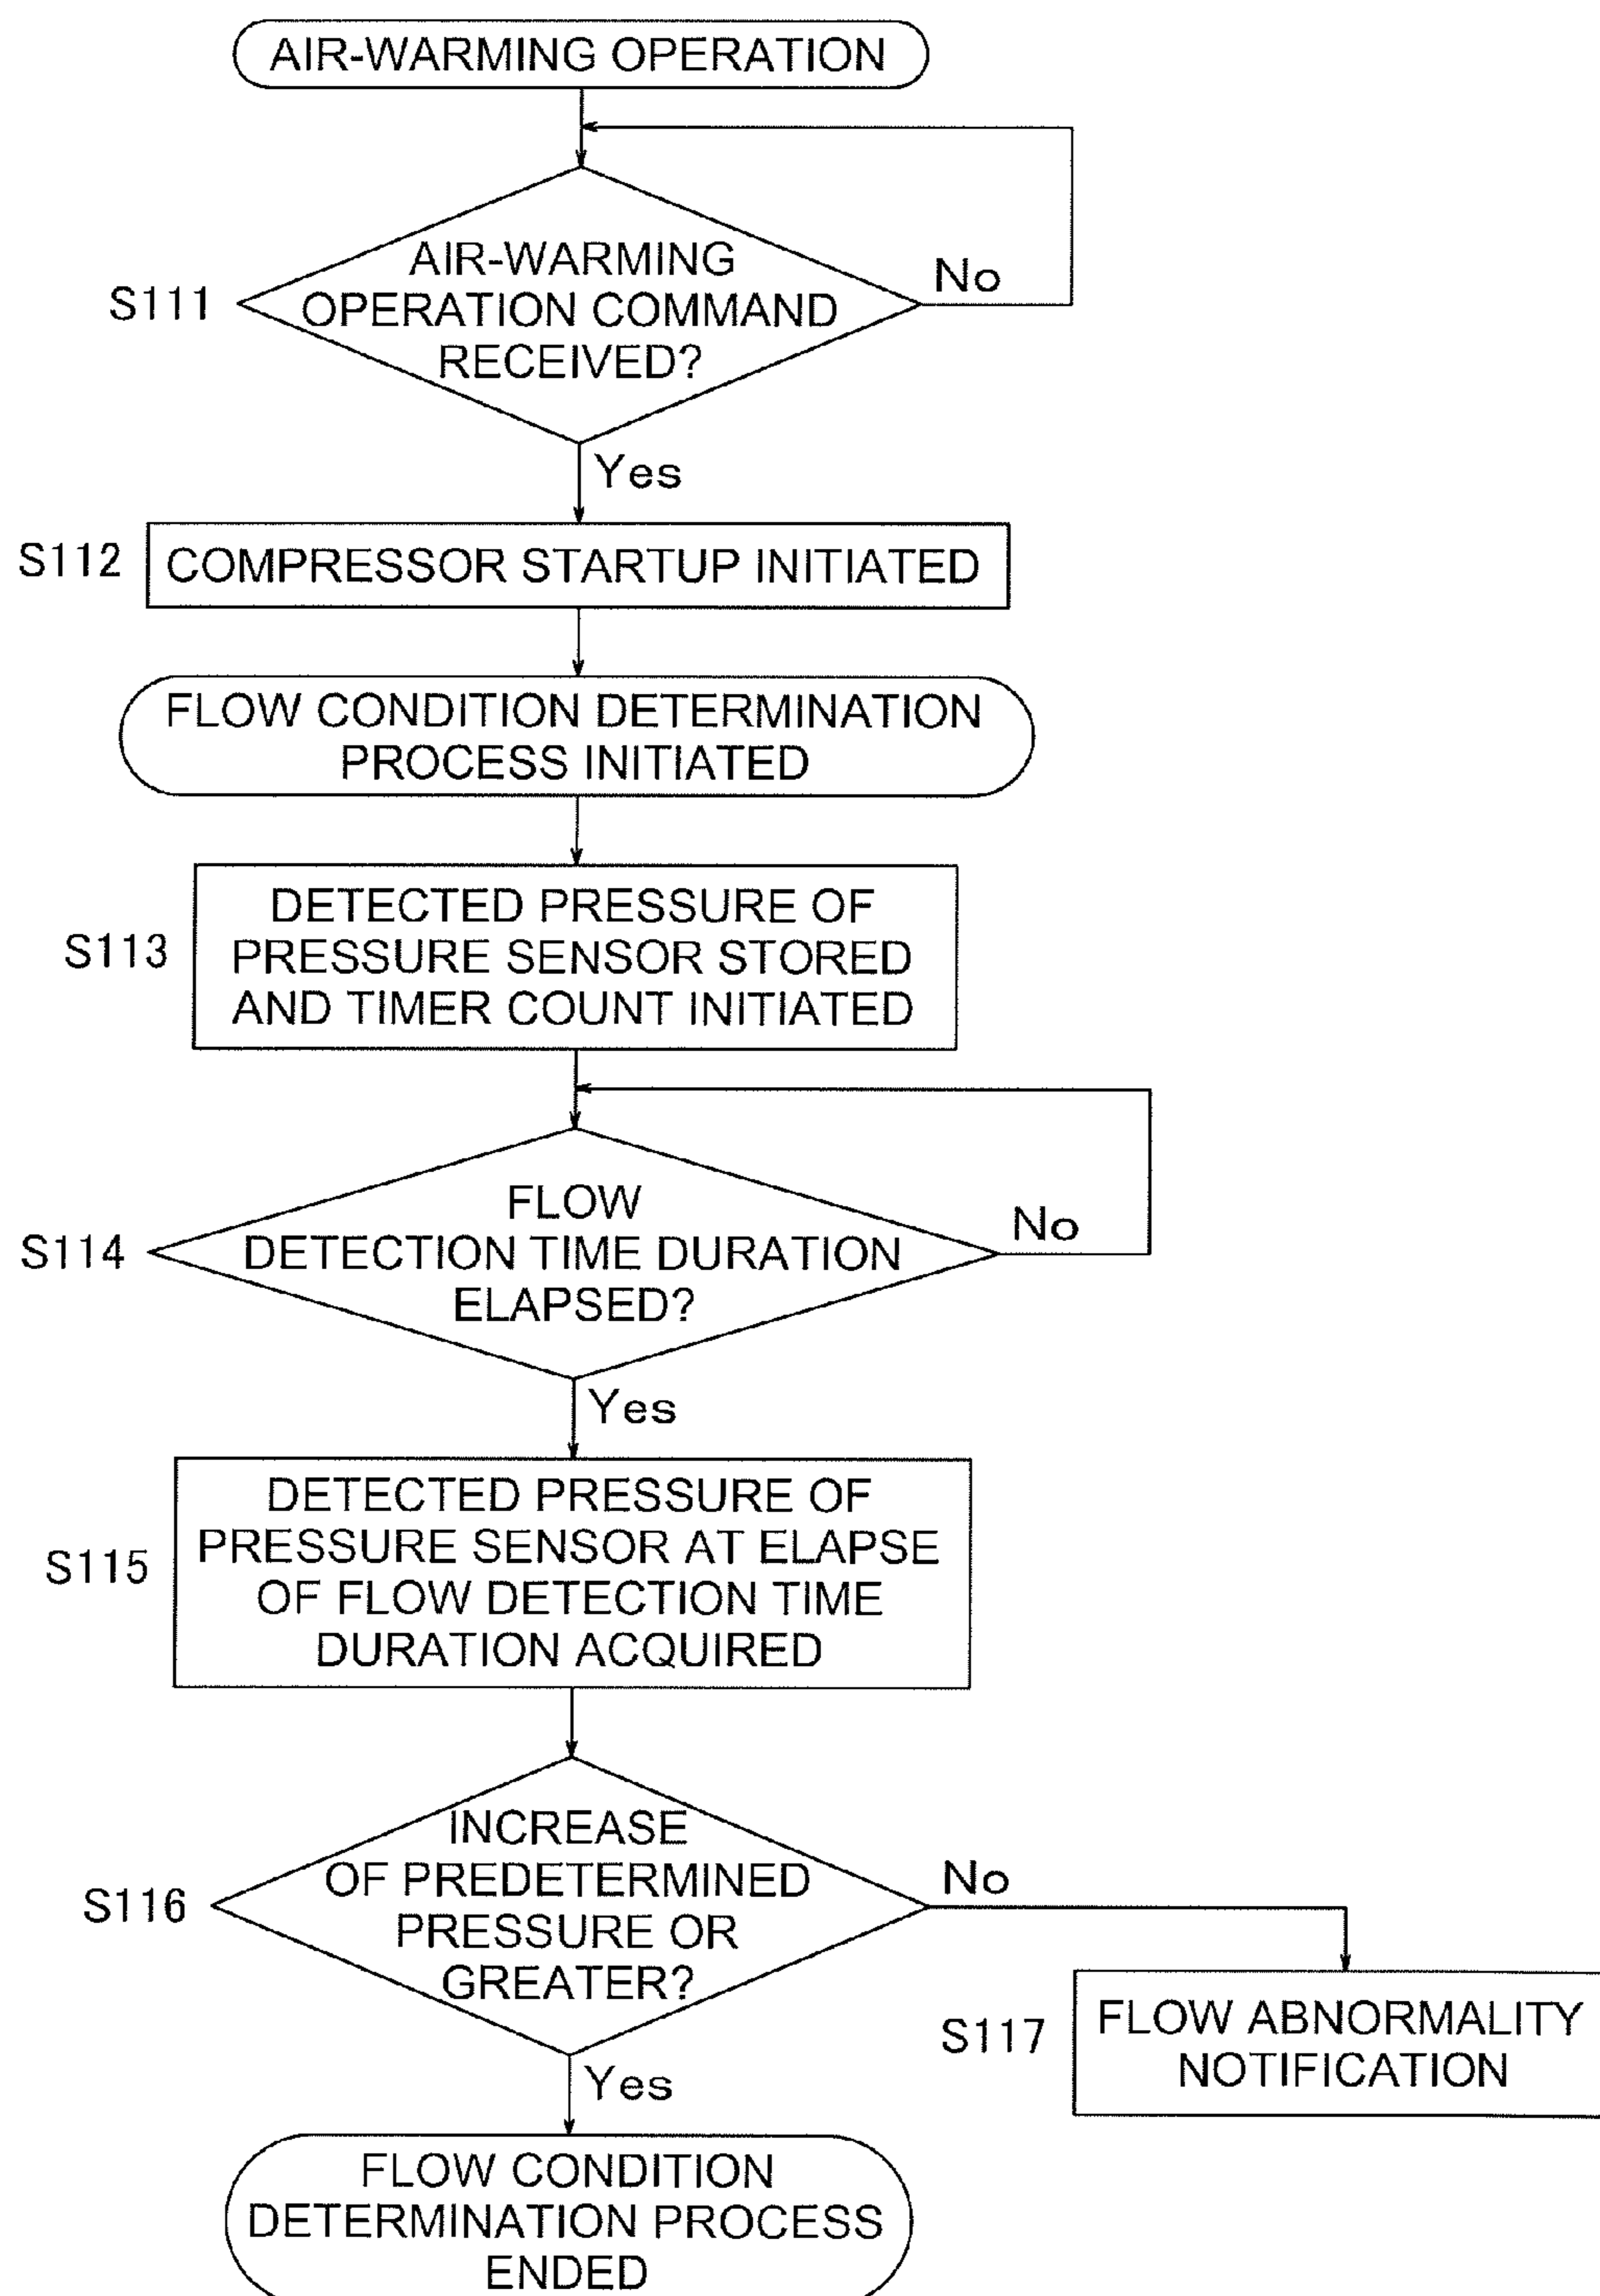 AIR-WARMING OPERATION
AIR-WARMING
OPERATION COMMAND
RECEIVED?
S111
No
Yes
S112
COMPRESSOR STARTUP INITIATED
FLOW CONDITION DETERMINATION
PROCESS INITIATED
S113
DETECTED PRESSURE OF
PRESSURE SENSOR STORED
AND TIMER COUNT INITIATED
S114
FLOW
DETECTION TIME DURATION
ELAPSED?
No
Yes
S115
DETECTED PRESSURE OF
PRESSURE SENSOR AT ELAPSE
OF FLOW DETECTION TIME
DURATION ACQUIRED
S116
INCREASE
OF PREDETERMINED
PRESSURE OR
GREATER?
No
S117
FLOW ABNORMALITY
NOTIFICATION
Yes
FLOW CONDITION
DETERMINATION PROCESS
ENDED